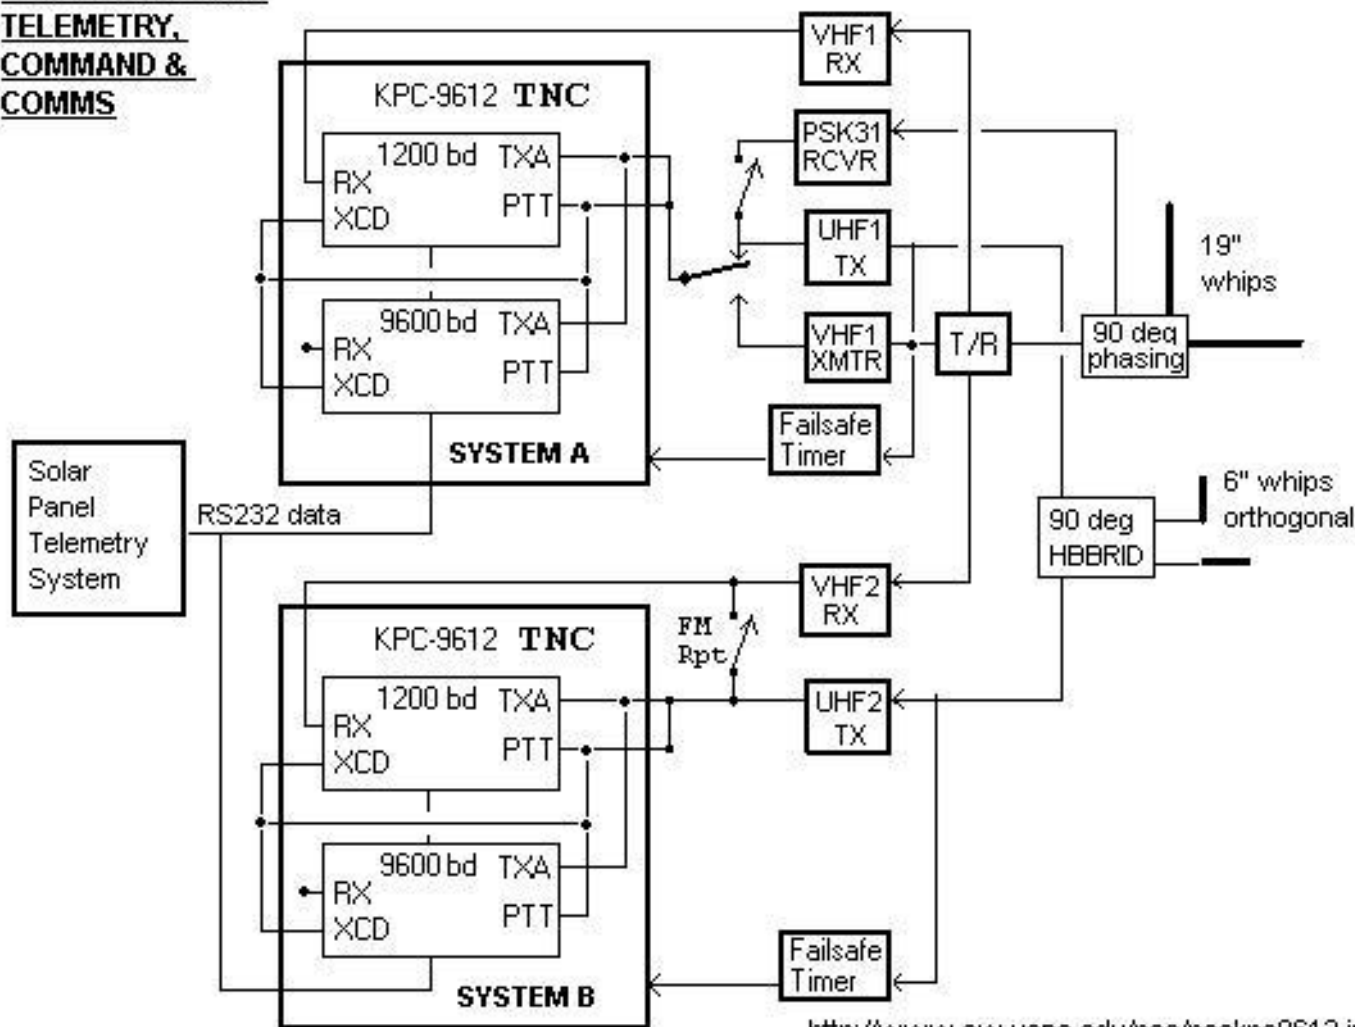 TELEMETRY,
COMMAND &
COMMS
KPC-9612 TNC
1200 bd TXA
RX
PTT
XCD
9600 bd TXA
RX
PTT
XCD
SYSTEM A
VHF1
RX
PSK31
RCVR
UHF1
TX
VHF1
XMTR
T/R
19"
whips
90 deg
phasing
Failsafe
Timer
Solar
Panel
Telemetry
System
RS232 data
90 deg
HBBRID
6" whips
orthogonal
VHF2
RX
FM
Rpt
UHF2
TX
KPC-9612 TNC
1200 bd TXA
RX
PTT
XCD
9600 bd TXA
RX
PTT
XCD
SYSTEM B
Failsafe
Timer